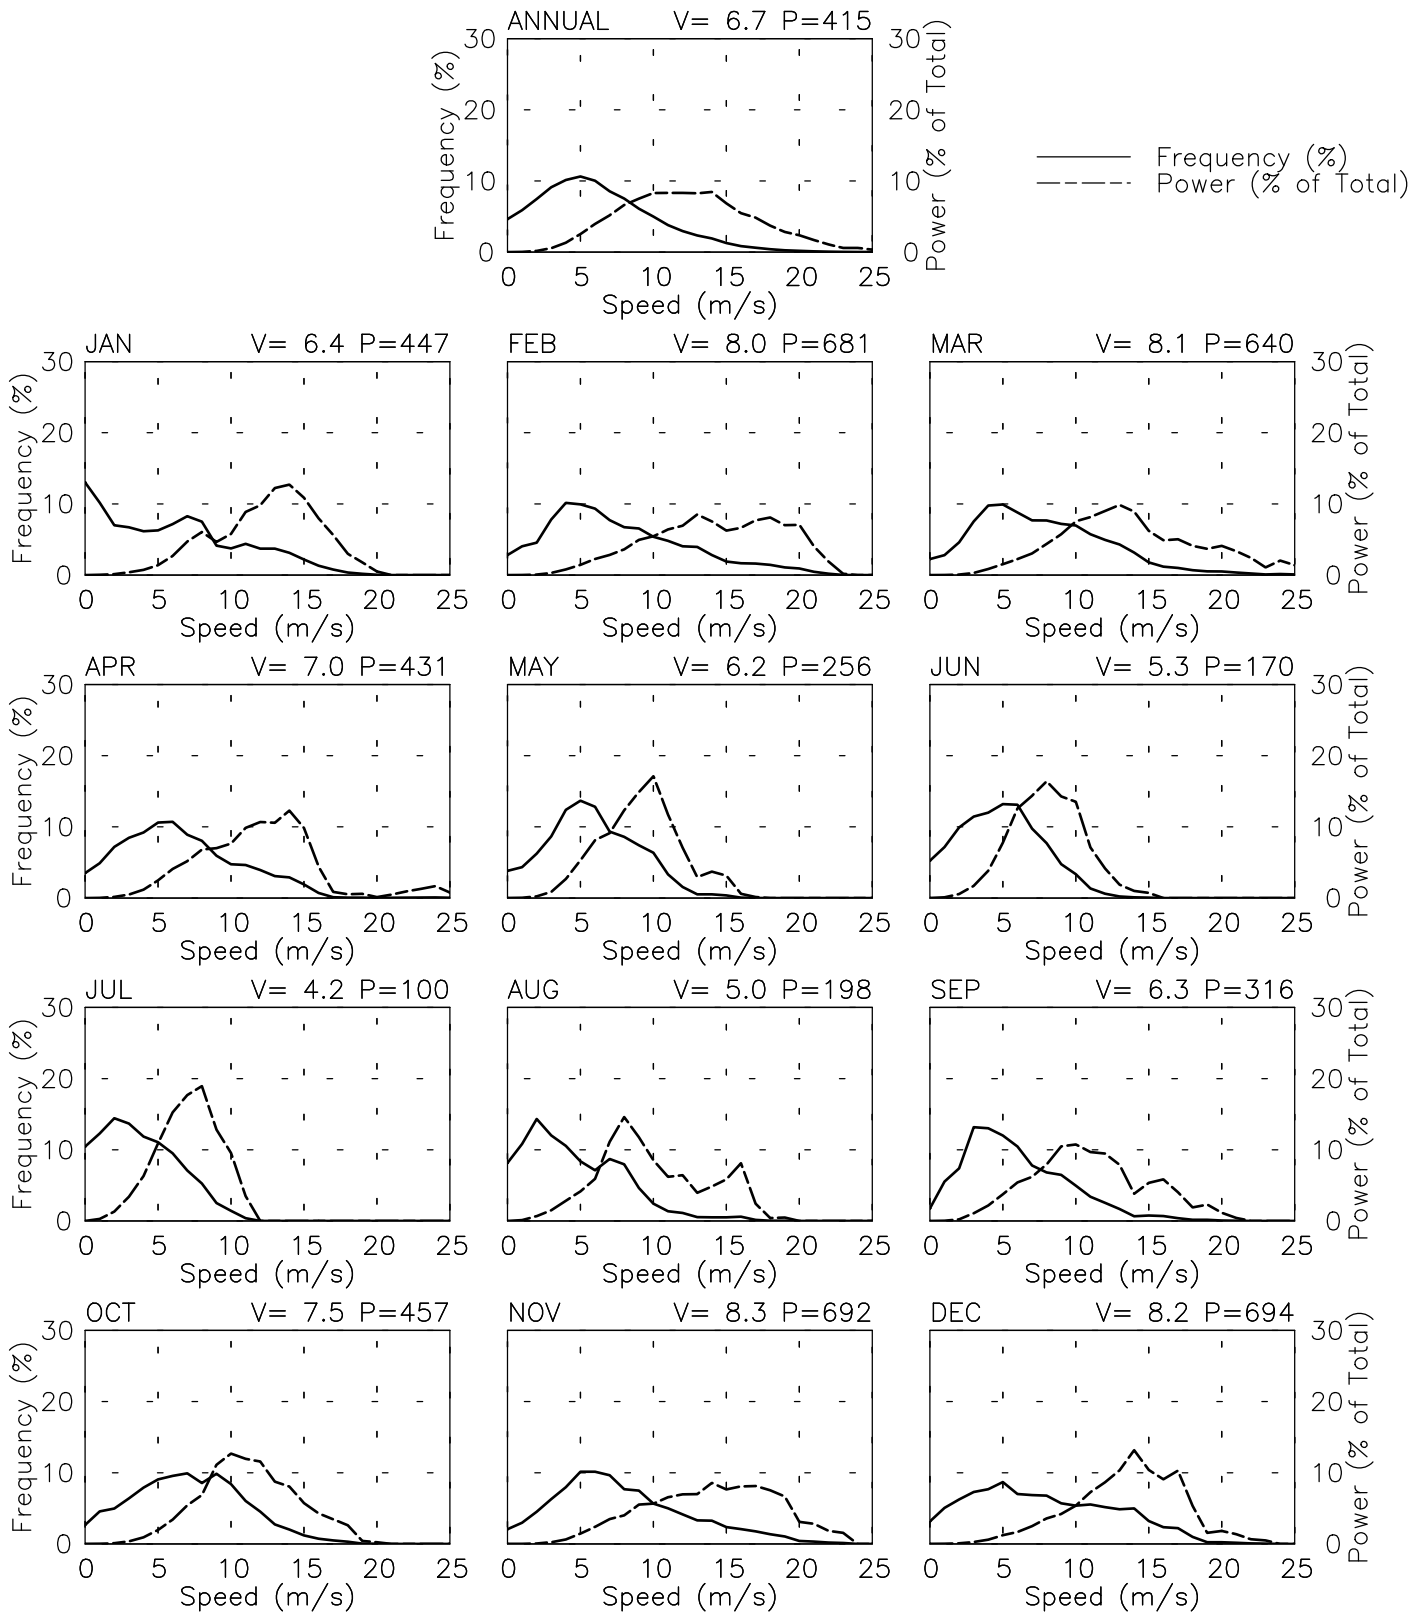 ANNUAL V= 6.7 P=415
30 30
20 20
10 10
0 0
Frequency (%)
Power (% of Total)
0 5 10 15 20 25
Speed (m/s)
Frequency (%)
Power (% of Total)
JAN V= 6.4 P=447 FEB V= 8.0 P=681 MAR V= 8.1 P=640
30 30
20 20
10 10
0 0
Frequency (%)
Power (% of Total)
0 5 10 15 20 25 0 5 10 15 20 25 0 5 10 15 20 25
Speed (m/s) Speed (m/s) Speed (m/s)
APR V= 7.0 P=431 MAY V= 6.2 P=256 JUN V= 5.3 P=170
30 30
20 20
10 10
0 0
Frequency (%)
Power (% of Total)
0 5 10 15 20 25 0 5 10 15 20 25 0 5 10 15 20 25
Speed (m/s) Speed (m/s) Speed (m/s)
JUL V= 4.2 P=100 AUG V= 5.0 P=198 SEP V= 6.3 P=316
30 30
20 20
10 10
0 0
Frequency (%)
Power (% of Total)
0 5 10 15 20 25 0 5 10 15 20 25 0 5 10 15 20 25
Speed (m/s) Speed (m/s) Speed (m/s)
OCT V= 7.5 P=457 NOV V= 8.3 P=692 DEC V= 8.2 P=694
30 30
20 20
10 10
0 0
Frequency (%)
Power (% of Total)
0 5 10 15 20 25 0 5 10 15 20 25 0 5 10 15 20 25
Speed (m/s) Speed (m/s) Speed (m/s)